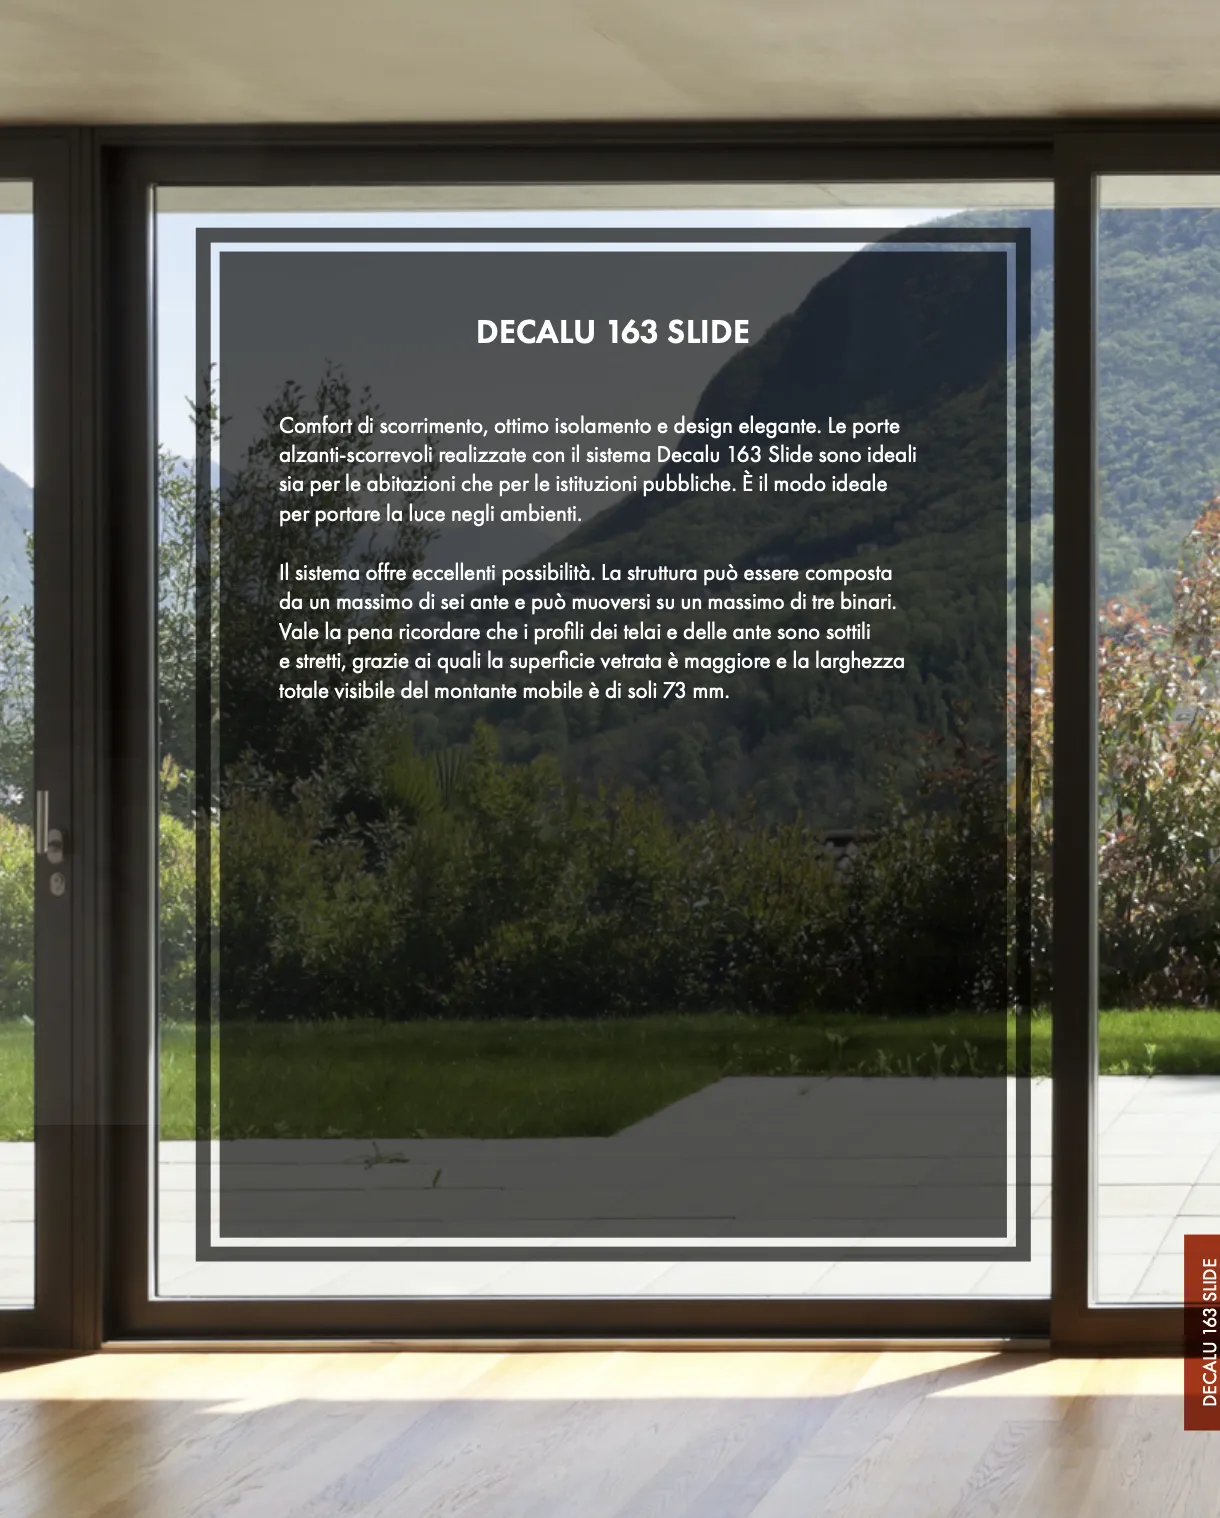 DECALU 163 SLIDE
Comfort di scorrimento, ottimo isolamento e design elegante. Le porte
alzanti-scorrevoli realizzate con il sistema Decalu 163 Slide sono ideali
sia per le abitazioni che per le istituzioni pubbliche. È il modo ideale
per portare la luce negli ambienti.
Il sistema offre eccellenti possibilità. La struttura può essere composta
da un massimo di sei ante e può muoversi su un massimo di tre binari.
Vale la pena ricordare che i profili dei telai e delle ante sono sottili
e stretti, grazie ai quali la superficie vetrata è maggiore e la larghezza
totale visibile del montante mobile è di soli 73 mm.
DECALU 163 SLIDE